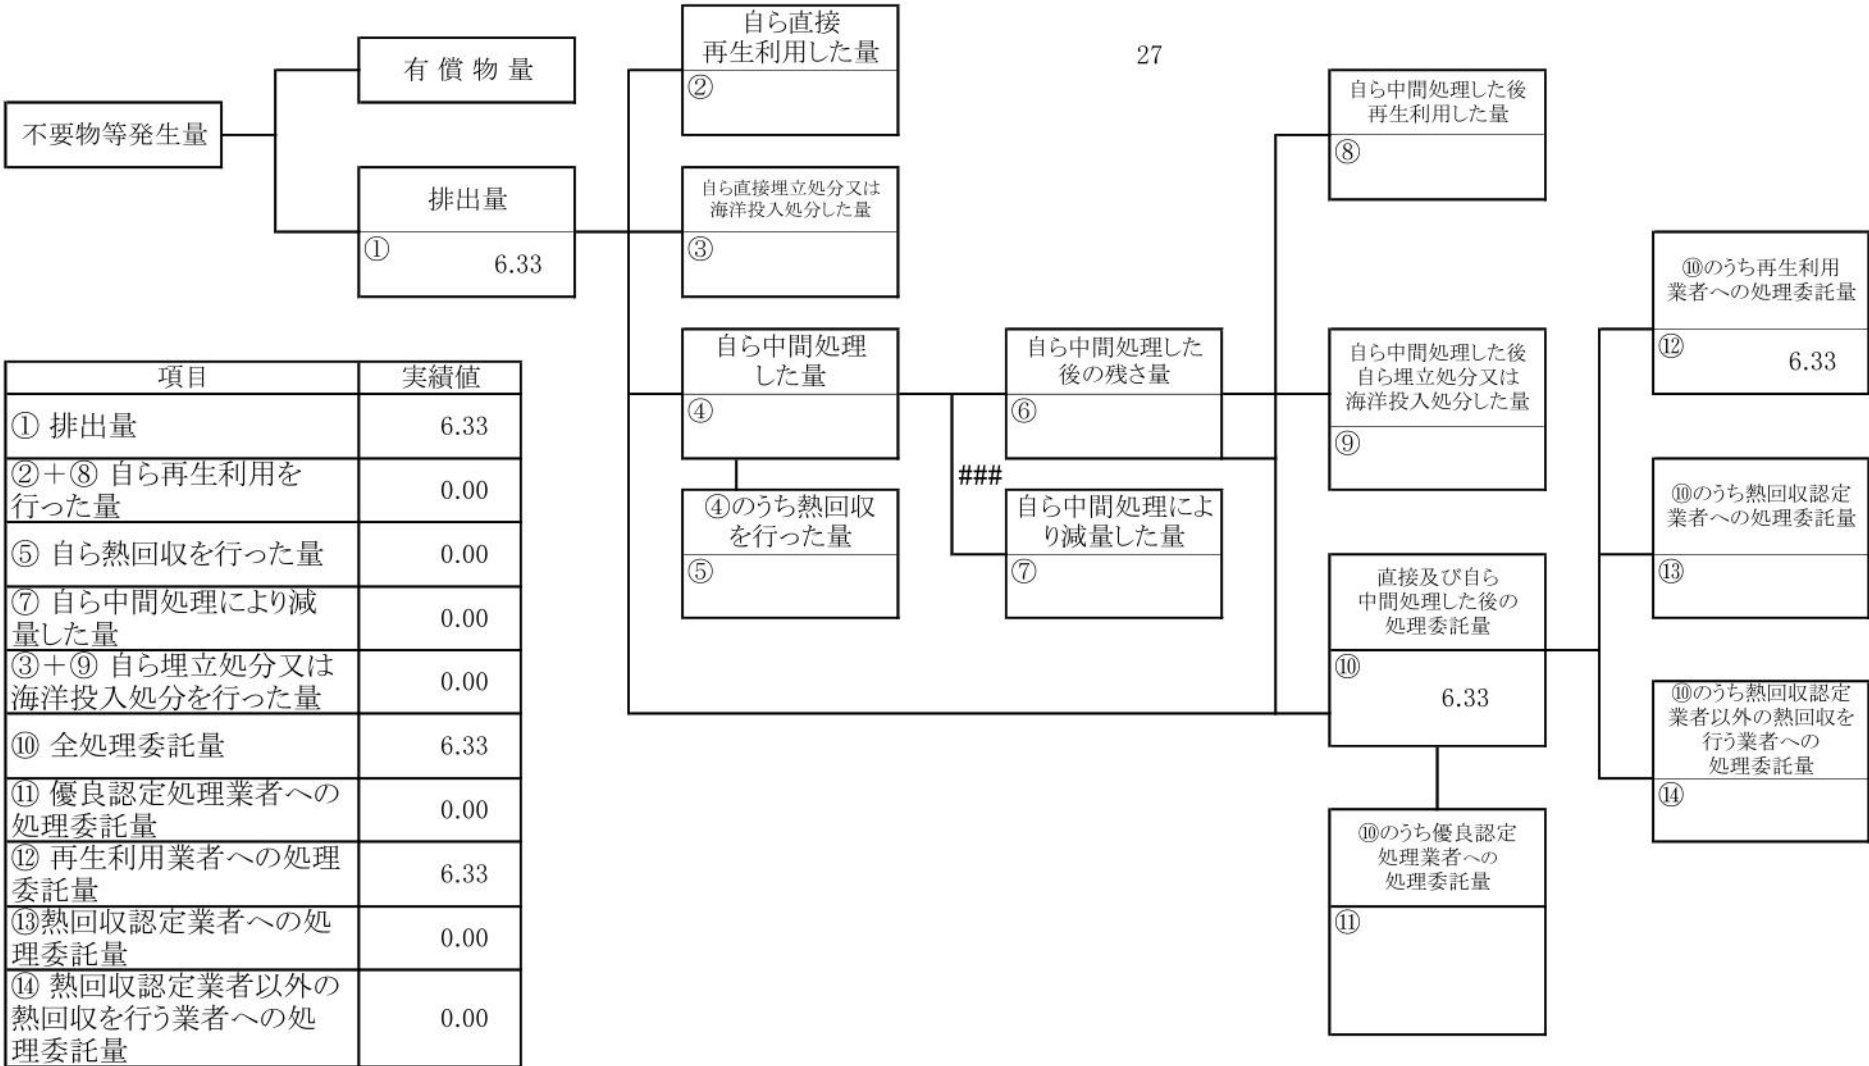 27
不要物等発生量
有償物量
排出量
①
6.33
自ら直接
再生利用した量
②
自ら直接埋立処分又は
海洋投入処分した量
③
自ら中間処理
した量
④
④のうち熱回収
を行った量
⑤
自ら中間処理した
後の残さ量
⑥
###
自ら中間処理によ
り減量した量
⑦
自ら中間処理した後
再生利用した量
⑧
自ら中間処理した後
自ら埋立処分又は
海洋投入処分した量
⑨
直接及び自ら
中間処理した後の
処理委託量
⑩
6.33
⑩のうち優良認定
処理業者への
処理委託量
⑪
⑩のうち再生利用
業者への処理委託量
⑫
6.33
⑩のうち熱回収認定
業者への処理委託量
⑬
⑩のうち熱回収認定
業者以外の熱回収を
行う業者への
処理委託量
⑭
項目 実績値
① 排出量 6.33
②+⑧ 自ら再生利用を
行った量 0.00
⑤ 自ら熱回収を行った量 0.00
⑦ 自ら中間処理により減
量した量 0.00
③+⑨ 自ら埋立処分又は
海洋投入処分を行った量 0.00
⑩ 全処理委託量 6.33
⑪ 優良認定処理業者への
処理委託量 0.00
⑫ 再生利用業者への処理
委託量 6.33
⑬熱回収認定業者への処
理委託量 0.00
⑭ 熱回収認定業者以外の
熱回収を行う業者への処
理委託量 0.00